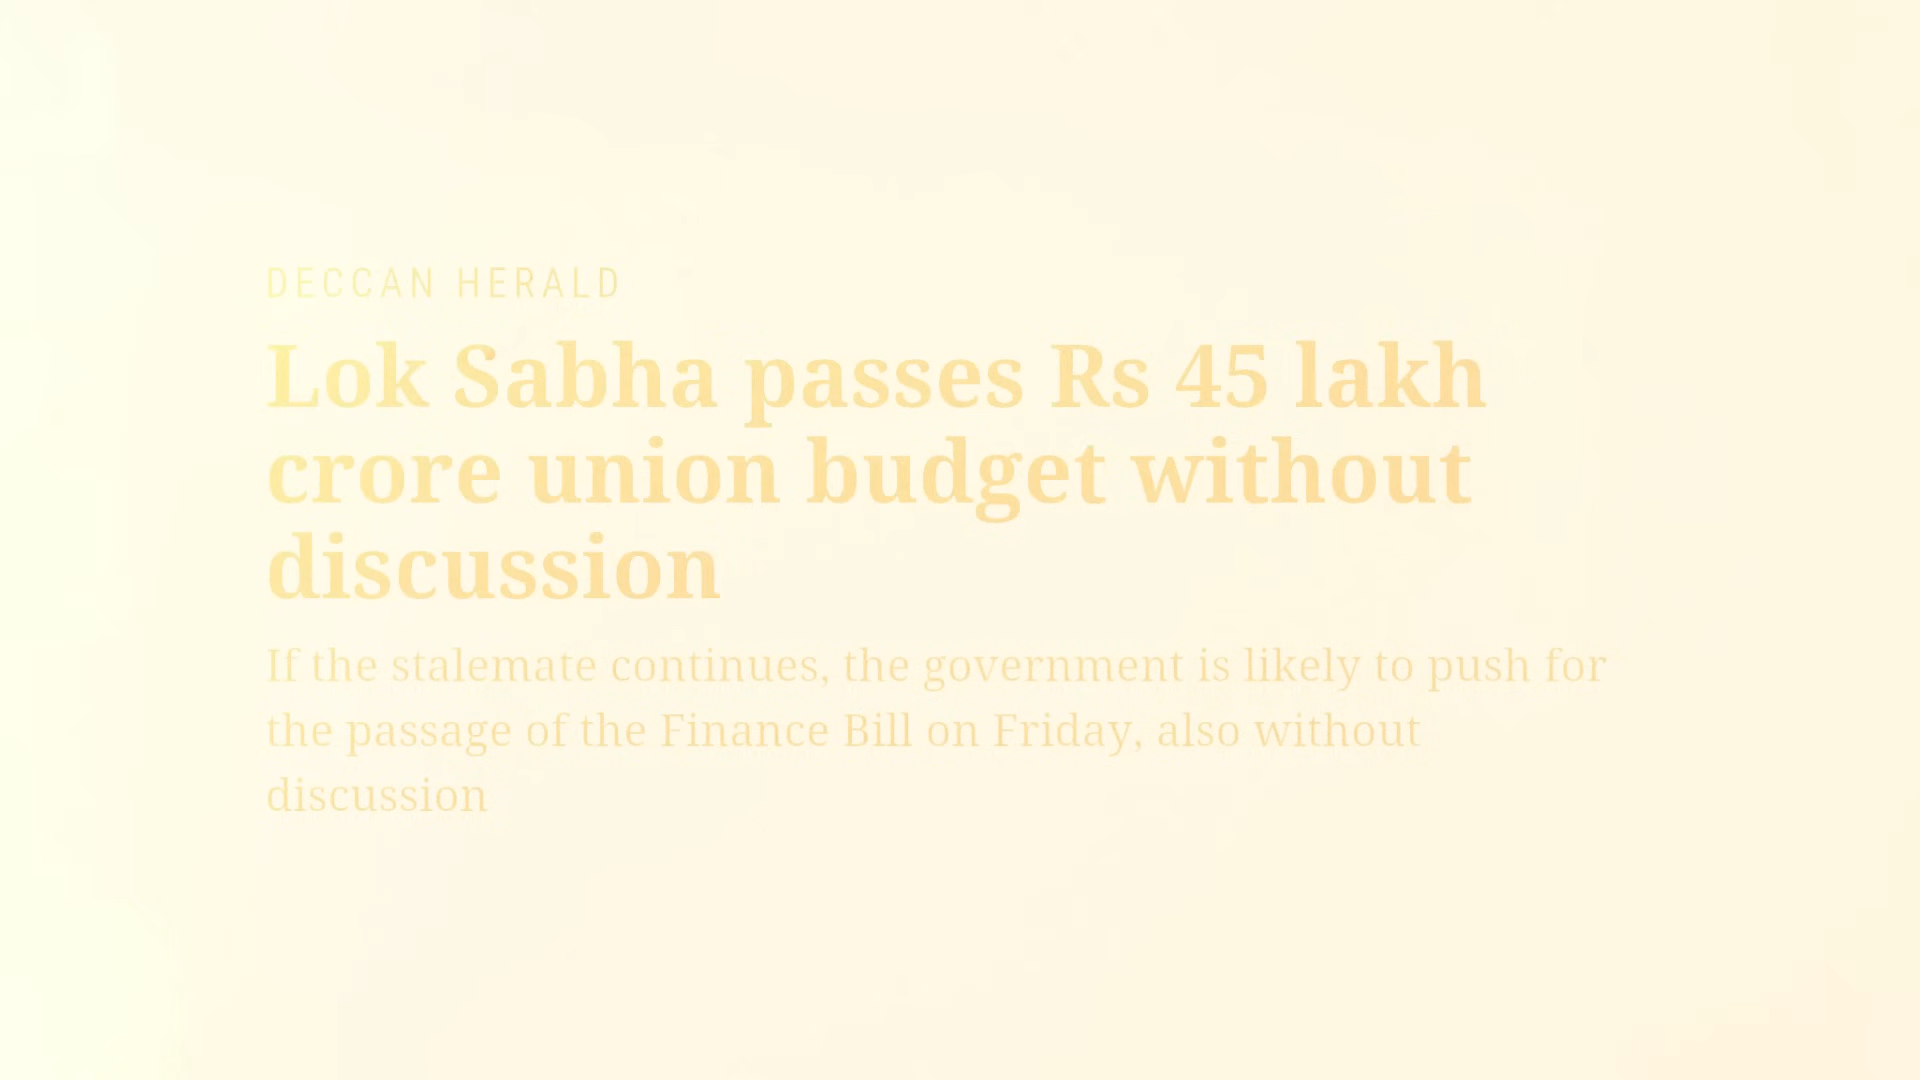 DECCAN HERALD
Lok Sabha passes Rs 45 lakh
crore union budget without
discussion
If the stalemate continues, the government is likely to push for
the passage of the Finance Bill on Friday, also without
discussion